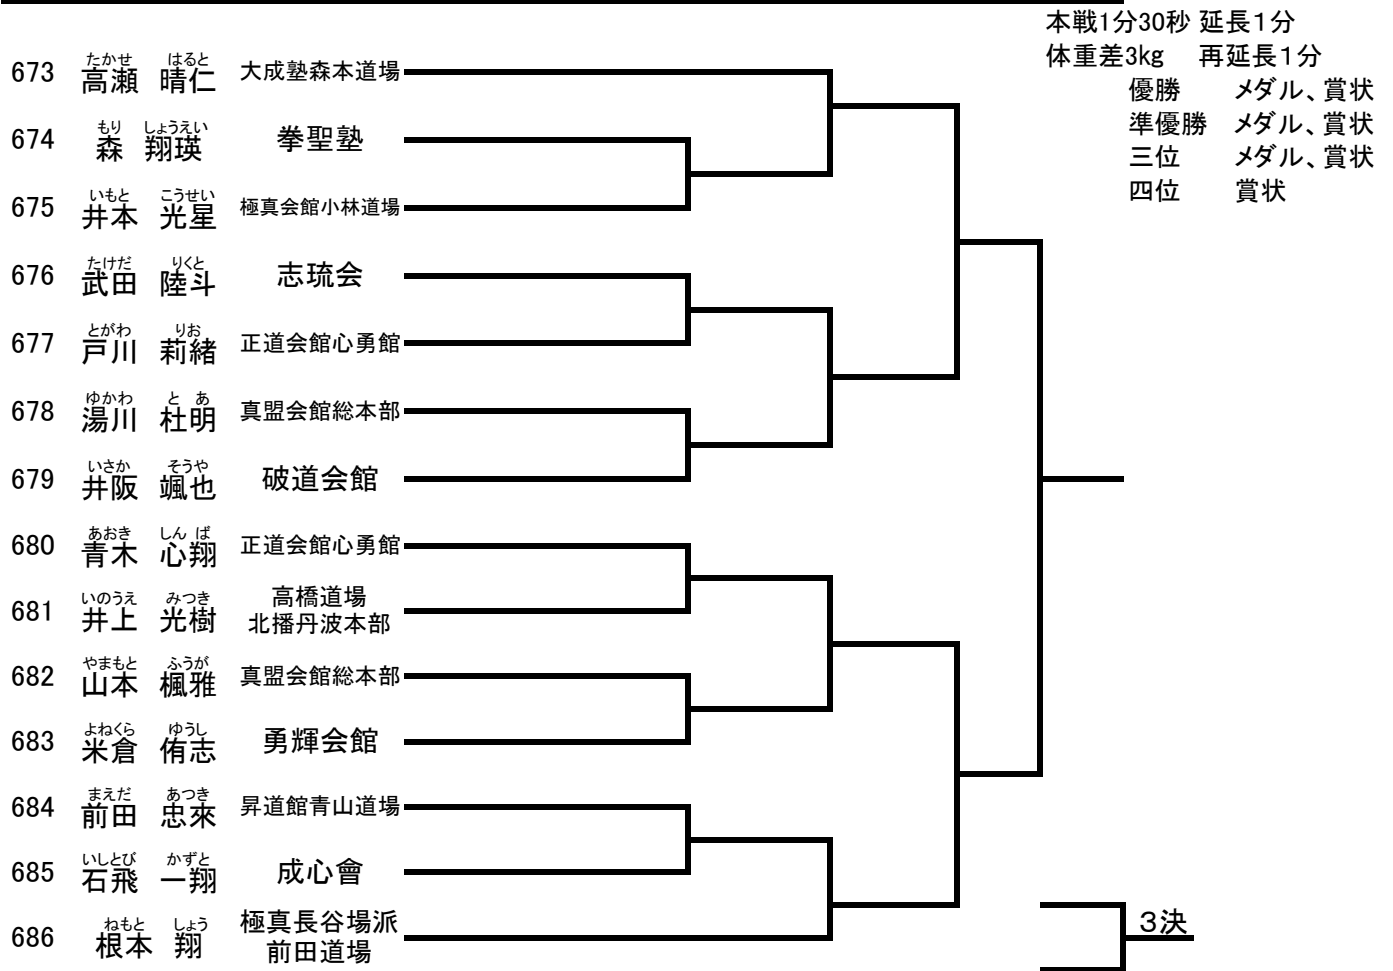 本戦1分30秒 延長1分
体重差3kg 再延長1分
優勝 メダル、賞状
準優勝 メダル、賞状
三位 メダル、賞状
四位 賞状
たかせ はると
673 高瀬 晴仁 大成塾森本道場
もり しょうえい
674 森 翔瑛 拳聖塾
いもと こうせい
675 井本 光星 極真会館小林道場
たけだ りくと
676 武田 陸斗 志琉会
とがわ りお
677 戸川 莉緒 正道会館心勇館
ゆかわ と あ
678 湯川 杜明 真盟会館総本部
いさか そうや
679 井阪 颯也 破道会館
あおき しん ば
680 青木 心翔 正道会館心勇館
いのうえ みつき
681 井上 光樹 高橋道場
北播丹波本部
やまもと ふうが
682 山本 楓雅 真盟会館総本部
よねくら ゆうし
683 米倉 侑志 勇輝会館
まえだ あつき
684 前田 忠來 昇道館青山道場
いしとび かずと
685 石飛 一翔 成心會
ねもと しょう
686 根本 翔 極真長谷場派
前田道場
3決